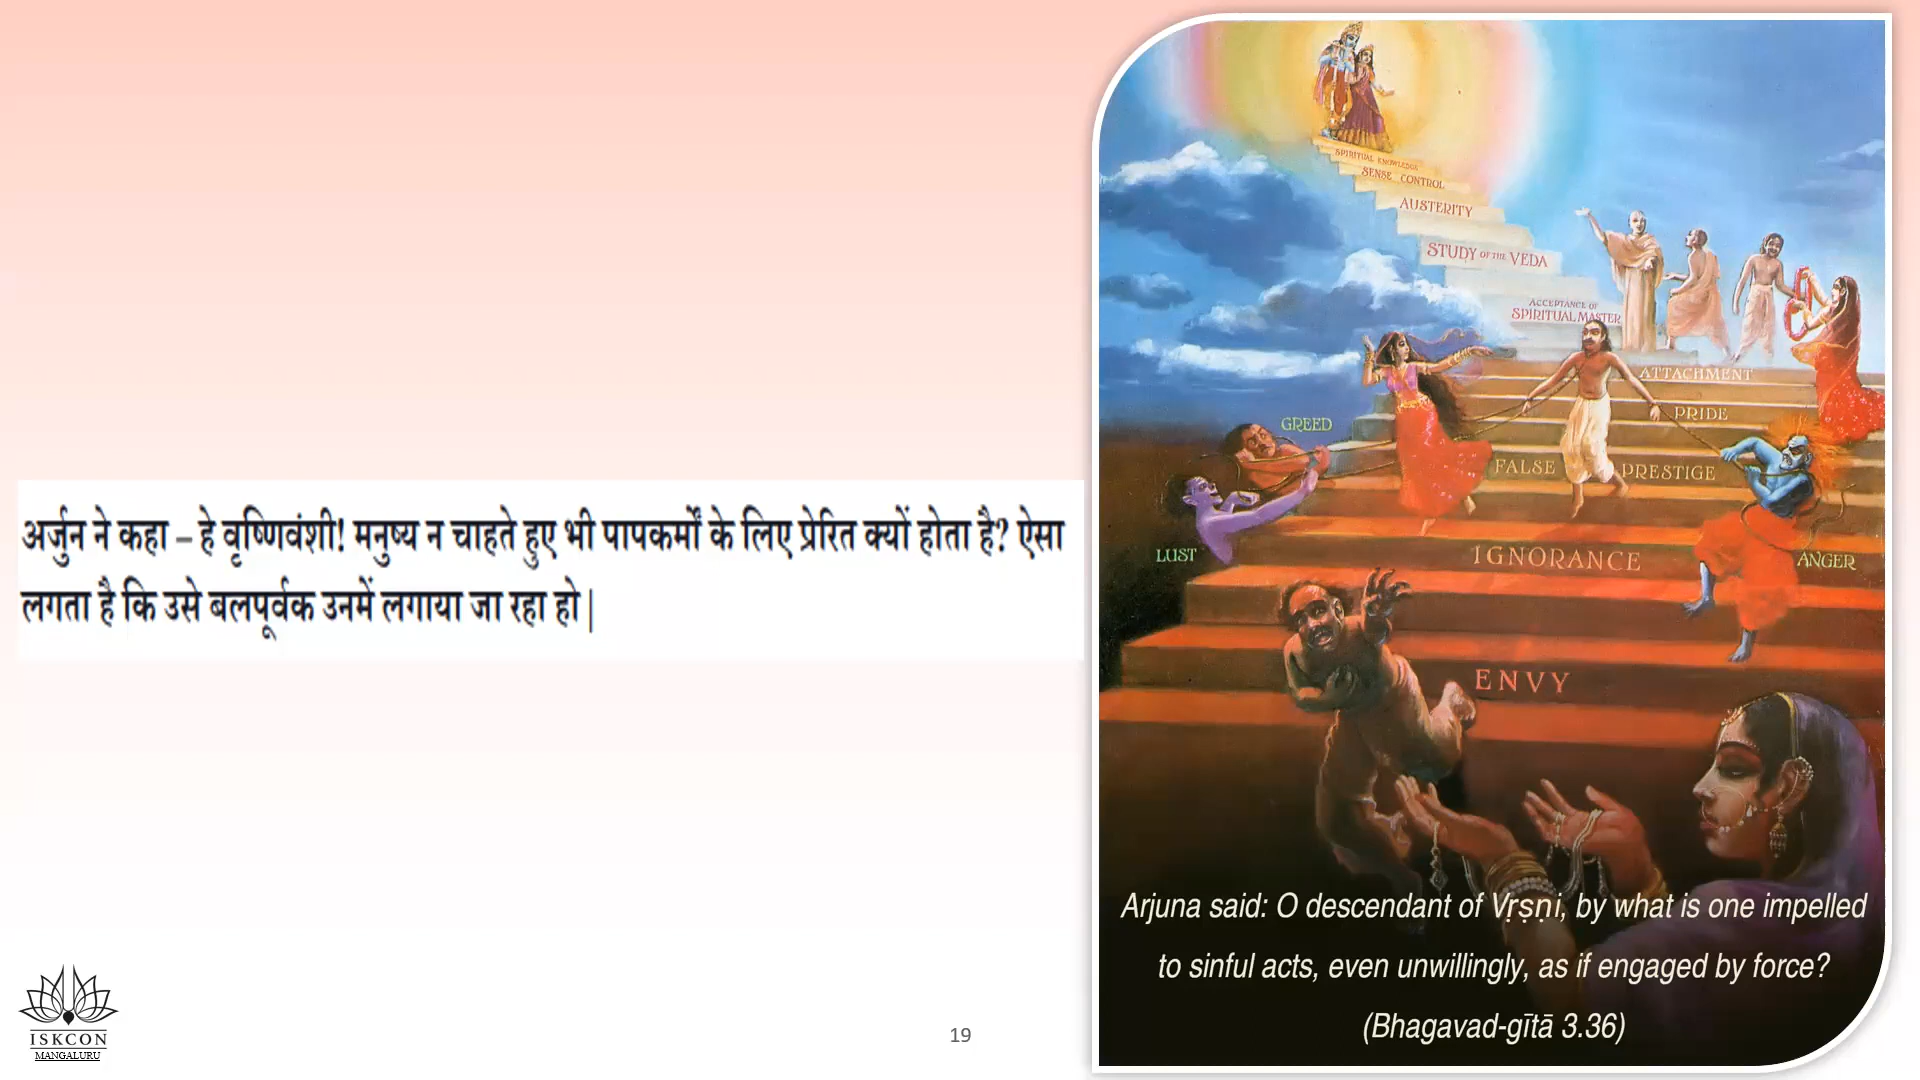 अर्जुन ने कहा – हे वृष्णिवंशी! मनुष्य न चाहते हुए भी पापकर्मों के लिए प्रेरित क्यों होता है? ऐसा
लगता है कि उसे बलपूर्वक उनमें लगाया जा रहा हो |
ISKCON
MANGALURU
19
SPIRITUAL KNOWLEDGE
SENSE CONTROL
AUSTERITY
STUDY OF THE VEDA
ACCEPTANCE OF
SPIRITUAL MASTER
ATTACHMENT
PRIDE
GREED
FALSE PRESTIGE
LUST
IGNORANCE
ANGER
ENVY
Arjuna said: O descendant of Vṛṣṇi, by what is one impelled
to sinful acts, even unwillingly, as if engaged by force?
(Bhagavad-gītā 3.36)